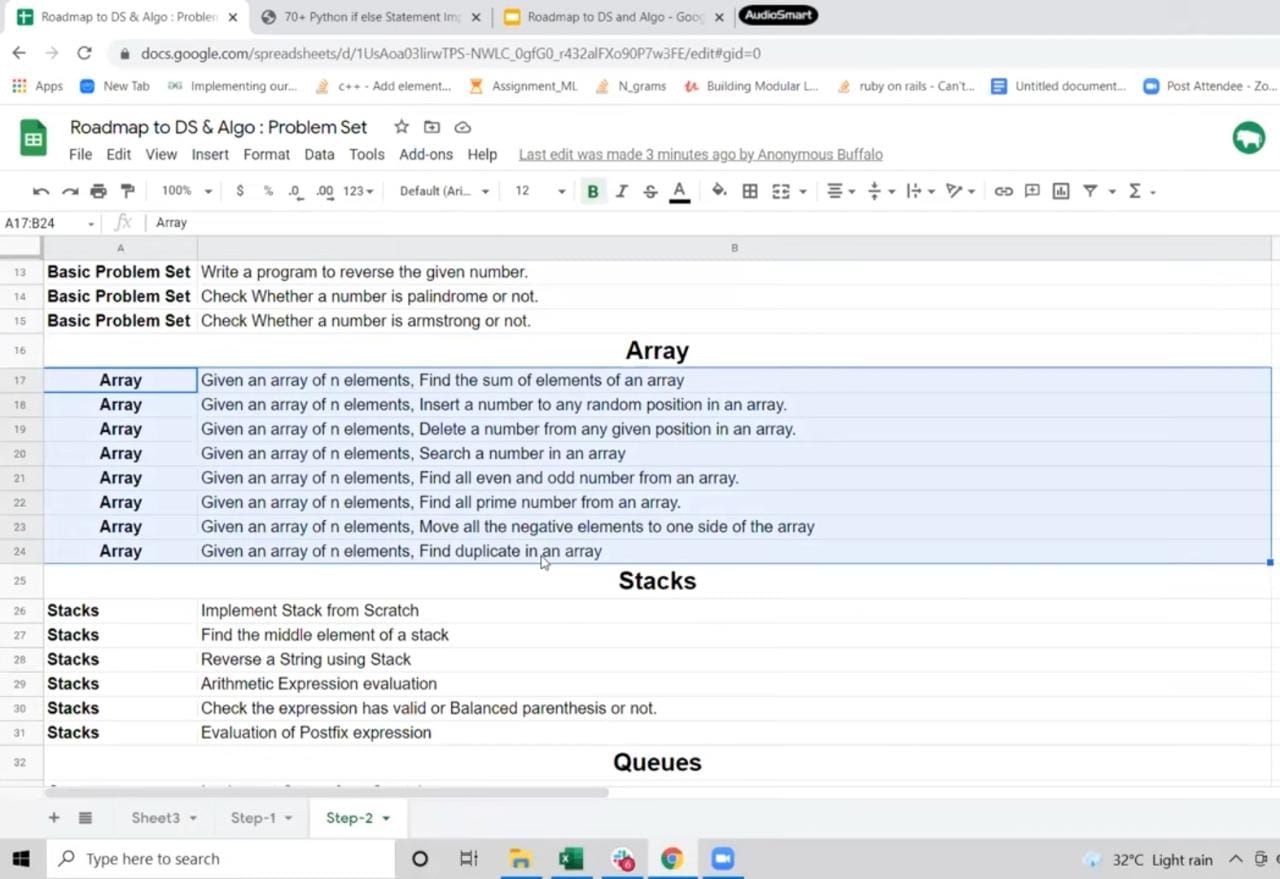 Roadmap to DS & Algo : Problem
70+ Python if else Statement Im
Roadmap to DS and Algo - Goog
AudioSmart
docs.google.com/spreadsheets/d/1UsAoa03lirwTPS-NWLC_0gfG0_r432alFXo90P7w3FE/edit#gid=0
Apps
New Tab
Implementing our...
c++ - Add element...
Assignment_ML
N_grams
Building Modular L...
ruby on rails - Can't...
Untitled document...
Post Attendee - Zo...
Roadmap to DS & Algo : Problem Set
File Edit View Insert Format Data Tools Add-ons Help Last edit was made 3 minutes ago by Anonymous Buffalo
100% $ % .0 .00 123 Default (Ari... 12 B I S A
A17:B24 fx Array
A B
13 Basic Problem Set Write a program to reverse the given number.
14 Basic Problem Set Check Whether a number is palindrome or not.
15 Basic Problem Set Check Whether a number is armstrong or not.
16 Array
17 Array Given an array of n elements, Find the sum of elements of an array
18 Array Given an array of n elements, Insert a number to any random position in an array.
19 Array Given an array of n elements, Delete a number from any given position in an array.
20 Array Given an array of n elements, Search a number in an array
21 Array Given an array of n elements, Find all even and odd number from an array.
22 Array Given an array of n elements, Find all prime number from an array.
23 Array Given an array of n elements, Move all the negative elements to one side of the array
24 Array Given an array of n elements, Find duplicate in an array
25 Stacks
26 Stacks Implement Stack from Scratch
27 Stacks Find the middle element of a stack
28 Stacks Reverse a String using Stack
29 Stacks Arithmetic Expression evaluation
30 Stacks Check the expression has valid or Balanced parenthesis or not.
31 Stacks Evaluation of Postfix expression
32 Queues
Sheet3 Step-1 Step-2
Type here to search
32°C Light rain